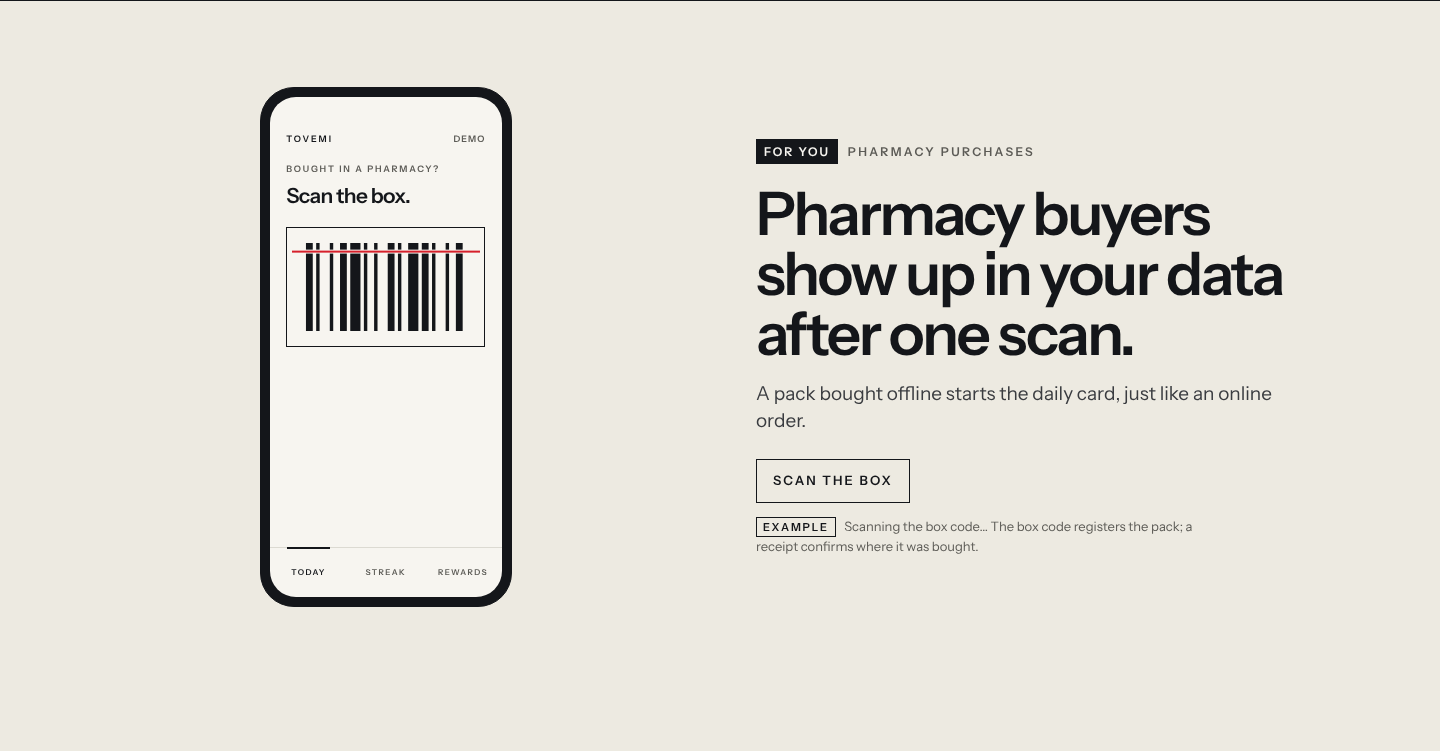 TOVEMI
DEMO
BOUGHT IN A PHARMACY?
Scan the box.
TODAY
STREAK
REWARDS
FOR YOU
PHARMACY PURCHASES
Pharmacy buyers
show up in your data
after one scan.
A pack bought offline starts the daily card, just like an online
order.
SCAN THE BOX
EXAMPLE Scanning the box code... The box code registers the pack; a
receipt confirms where it was bought.